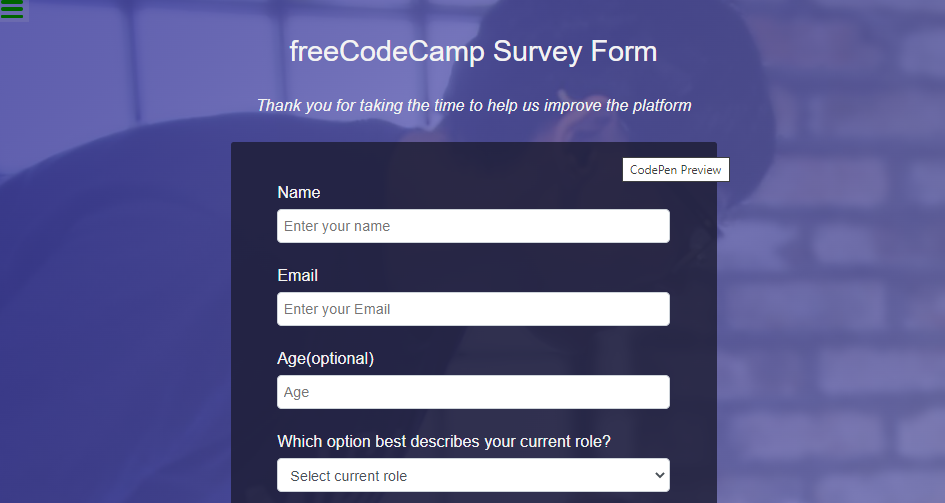 freeCodeCamp Survey Form
Thank you for taking the time to help us improve the platform
CodePen Preview
Name
Enter your name
Email
Enter your Email
Age(optional)
Age
Which option best describes your current role?
Select current role